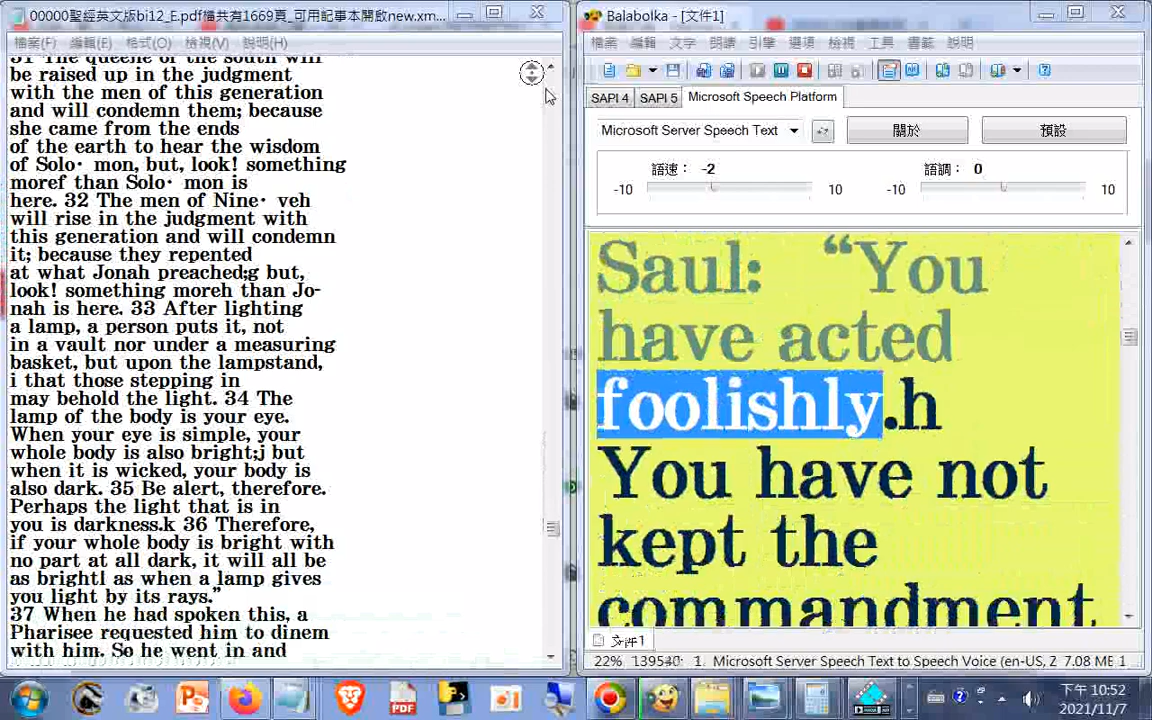 00000聖經英文版bi12_E.pdf檔共有1669頁_可用記事本開啟new.xm...
檔案(F) 編輯(E) 格式(O) 檢視(V) 說明(H)
31 The queene of the south will
be raised up in the judgment
with the men of this generation
and will condemn them; because
she came from the ends
of the earth to hear the wisdom
of Solo· mon, but, look! something
moref than Solo· mon is
here. 32 The men of Nine· veh
will rise in the judgment with
this generation and will condemn
it; because they repented
at what Jonah preached;g but,
look! something moreh than Jo-
nah is here. 33 After lighting
a lamp, a person puts it, not
in a vault nor under a measuring
basket, but upon the lampstand,
i that those stepping in
may behold the light. 34 The
lamp of the body is your eye.
When your eye is simple, your
whole body is also bright;j but
when it is wicked, your body is
also dark. 35 Be alert, therefore.
Perhaps the light that is in
you is darkness.k 36 Therefore,
if your whole body is bright with
no part at all dark, it will all be
as brightl as when a lamp gives
you light by its rays.”
37 When he had spoken this, a
Pharisee requested him to dinem
with him. So he went in and
Balabolka - [文件1]
檔案 編輯 文字 朗讀 引擎 選項 檢視 工具 書籤 說明
SAPI 4 SAPI 5 Microsoft Speech Platform
Microsoft Server Speech Text 關於 預設
語速： -2 語調： 0
-10 10 -10 10
Saul: “You
have acted
foolishly.h
You have not
kept the
commandment
文件1
22% 139540: 1. Microsoft Server Speech Text to Speech Voice (en-US, 2 7.08 MB 1
下午 10:52
2021/11/7